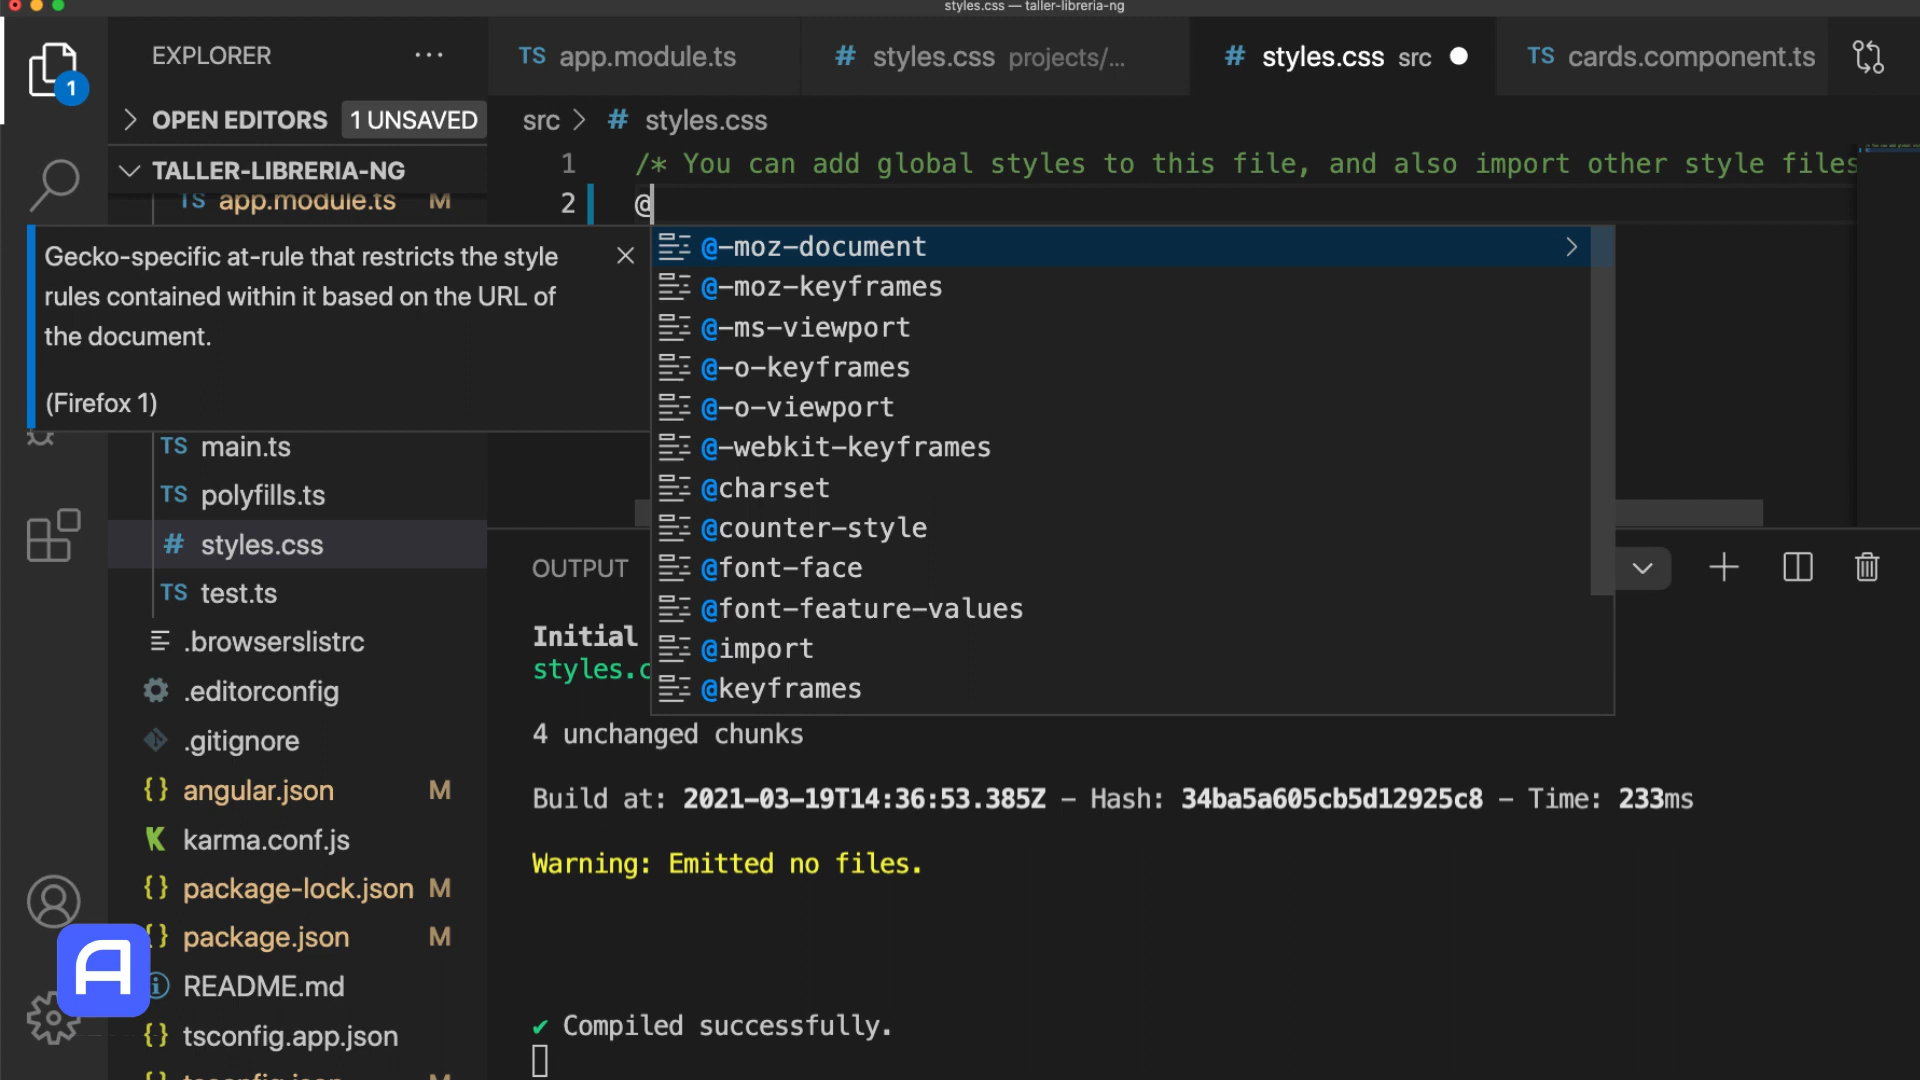 styles.css — taller-libreria-ng
EXPLORER
1
OPEN EDITORS 1 UNSAVED
TALLER-LIBRERIA-NG
TS app.module.ts M
TS app.module.ts
# styles.css projects/...
# styles.css src
TS cards.component.ts
src > # styles.css
1 /* You can add global styles to this file, and also import other style files
2 @
Gecko-specific at-rule that restricts the style
rules contained within it based on the URL of
the document.
(Firefox 1)
@-moz-document
@-moz-keyframes
@-ms-viewport
@-o-keyframes
@-o-viewport
@-webkit-keyframes
@charset
@counter-style
@font-face
@font-feature-values
@import
@keyframes
TS main.ts
TS polyfills.ts
# styles.css
TS test.ts
.browserslistrc
.editorconfig
.gitignore
{} angular.json M
karma.conf.js
{} package-lock.json M
{} package.json M
README.md
{} tsconfig.app.json
OUTPUT
Initial
styles.c
4 unchanged chunks
Build at: 2021-03-19T14:36:53.385Z - Hash: 34ba5a605cb5d12925c8 - Time: 233ms
Warning: Emitted no files.
✔ Compiled successfully.